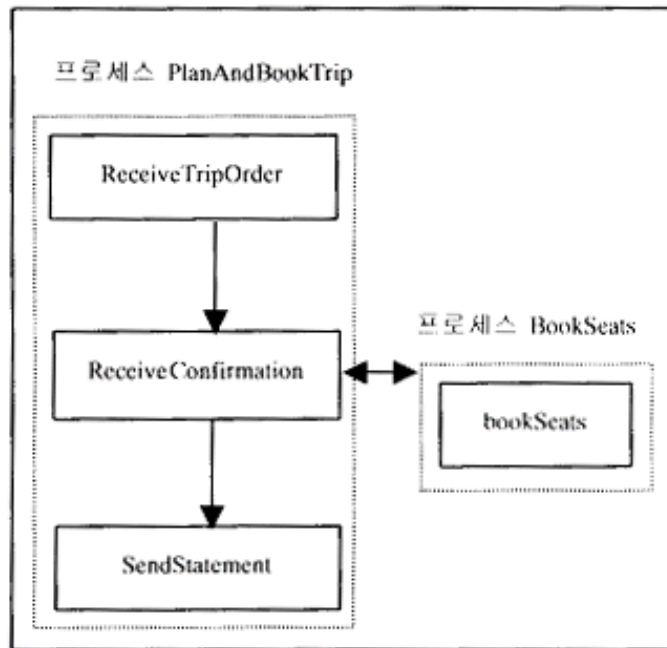 프로세스 PlanAndBookTrip
ReceiveTripOrder
ReceiveConfirmation
프로세스 BookSeats
bookSeats
SendStatement